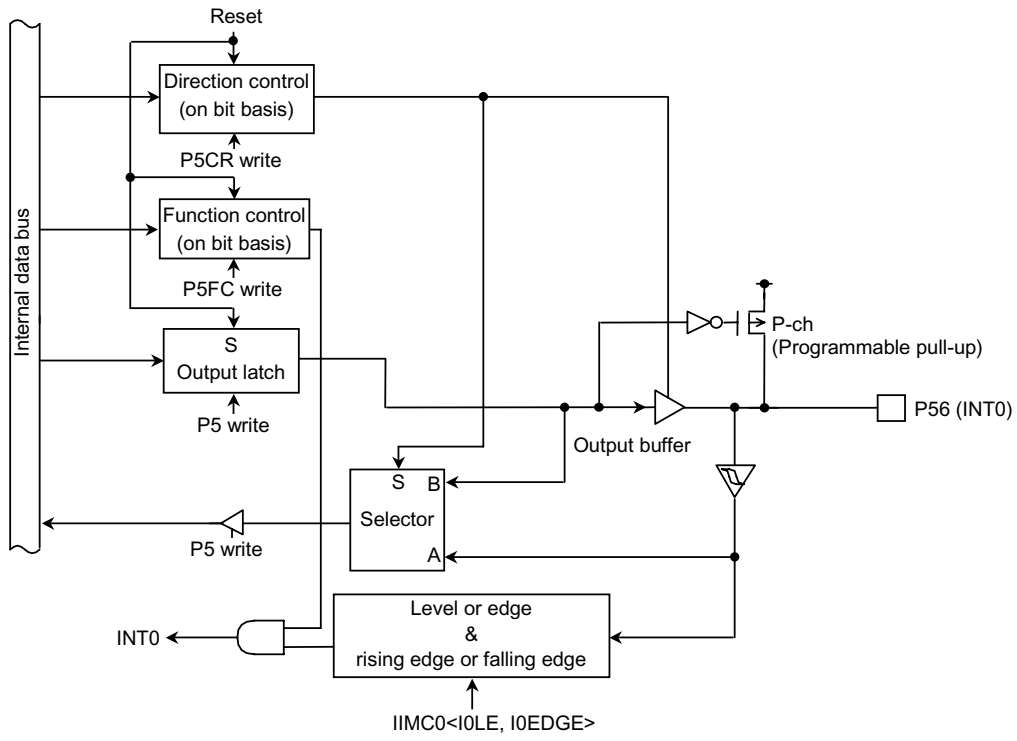 Reset
Direction control
(on bit basis)
P5CR write
Function control
(on bit basis)
P5FC write
Internal data bus
S
Output latch
P5 write
P-ch
(Programmable pull-up)
P56 (INT0)
Output buffer
S
B
Selector
A
P5 write
Level or edge
&
rising edge or falling edge
INT0
IIMC0<I0LE, I0EDGE>